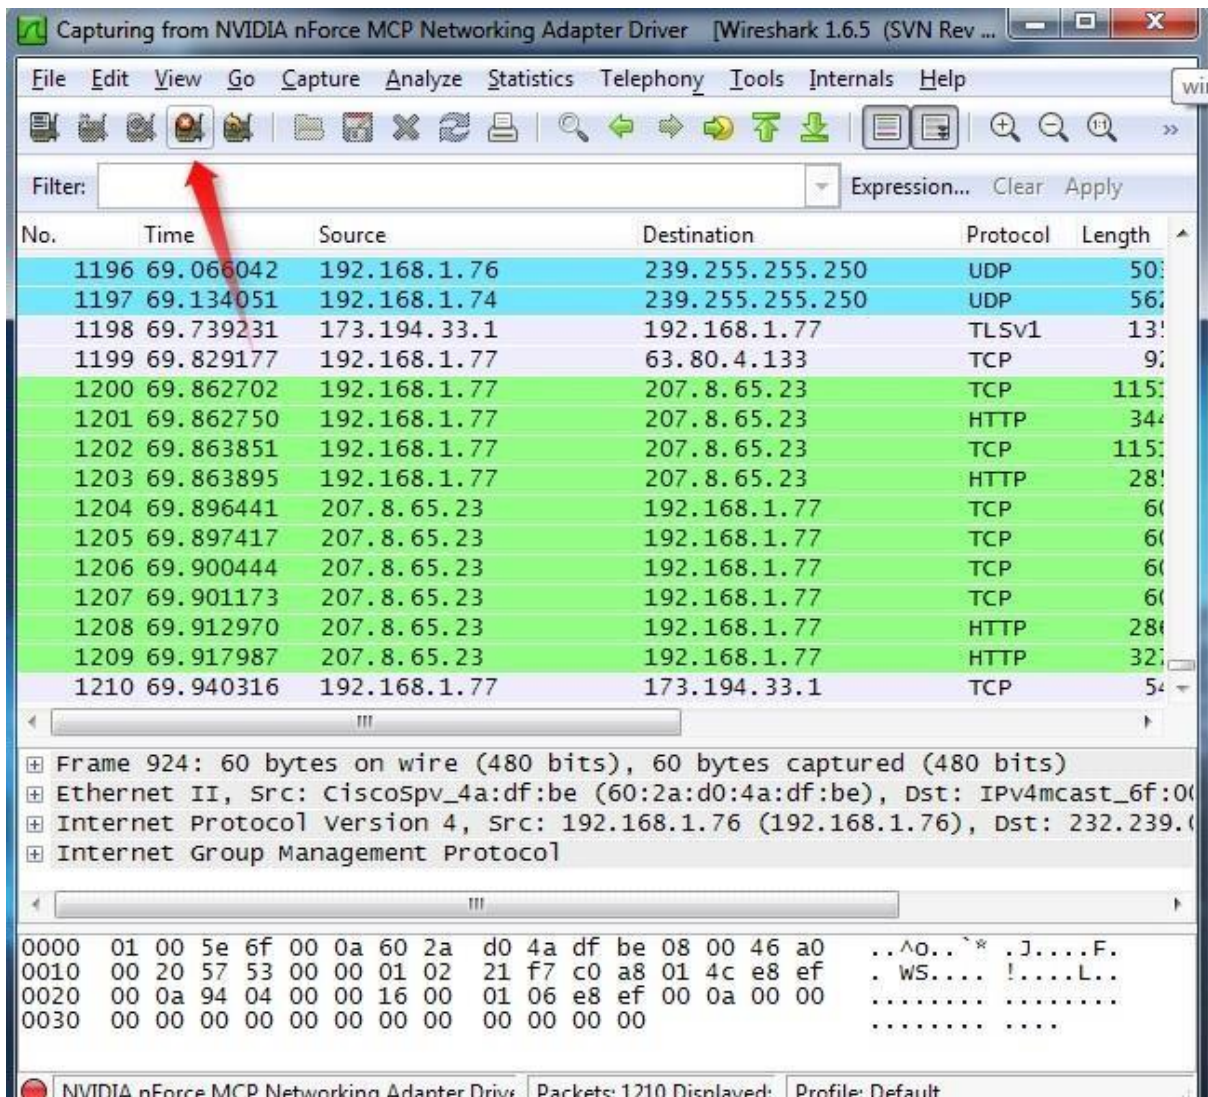 Capturing from NVIDIA nForce MCP Networking Adapter Driver [Wireshark 1.6.5 (SVN Rev ...
File Edit View Go Capture Analyze Statistics Telephony Tools Internals Help
Filter: Expression... Clear Apply
No. Time Source Destination Protocol Length
1196 69.066042 192.168.1.76 239.255.255.250 UDP 503
1197 69.134051 192.168.1.74 239.255.255.250 UDP 562
1198 69.739231 173.194.33.1 192.168.1.77 TLSv1
1199 69.829177 192.168.1.77 63.80.4.133 TCP
1200 69.862702 192.168.1.77 207.8.65.23 TCP
1201 69.862750 192.168.1.77 207.8.65.23 HTTP 344
1202 69.863851 192.168.1.77 207.8.65.23 TCP
1203 69.863895 192.168.1.77 207.8.65.23 HTTP
1204 69.896441 207.8.65.23 192.168.1.77 TCP 60
1205 69.897417 207.8.65.23 192.168.1.77 TCP 60
1206 69.900444 207.8.65.23 192.168.1.77 TCP 60
1207 69.901173 207.8.65.23 192.168.1.77 TCP 60
1208 69.912970 207.8.65.23 192.168.1.77 HTTP
1209 69.917987 207.8.65.23 192.168.1.77 HTTP
1210 69.940316 192.168.1.77 173.194.33.1 TCP 54
Frame 924: 60 bytes on wire (480 bits), 60 bytes captured (480 bits)
Ethernet II, Src: CiscoSpv_4a:df:be (60:2a:d0:4a:df:be), Dst: IPv4mcast_6f:00
Internet Protocol Version 4, Src: 192.168.1.76 (192.168.1.76), Dst: 232.239.0
Internet Group Management Protocol
0000 01 00 5e 6f 00 0a 60 2a d0 4a df be 08 00 46 a0 ..^o..`* .J....F.
0010 00 20 57 53 00 00 01 02 21 f7 c0 a8 01 4c e8 ef . WS.... !....L..
0020 00 0a 94 04 00 00 16 00 01 06 e8 ef 00 0a 00 00 ........ ........
0030 00 00 00 00 00 00 00 00 00 00 00 00 ........ ....
NVIDIA nForce MCP Networking Adapter Drive Packets: 1210 Displayed: Profile: Default